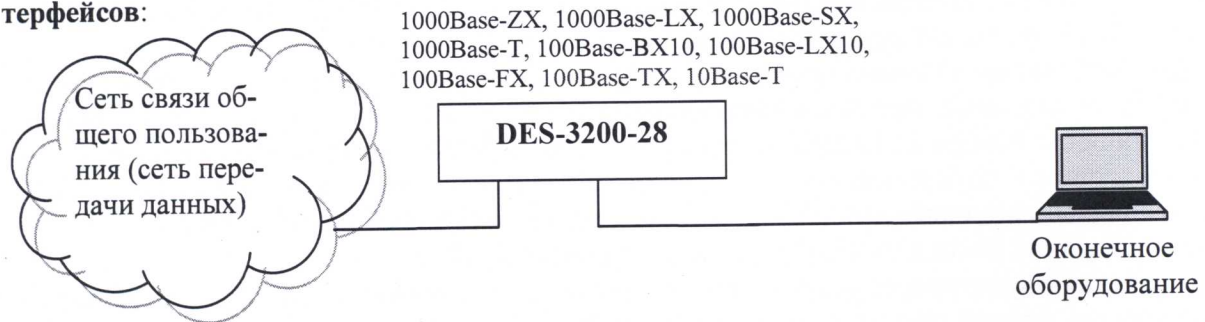 терфейсов:
1000Base-ZX, 1000Base-LX, 1000Base-SX,
1000Base-T, 100Base-BX10, 100Base-LX10,
100Base-FX, 100Base-TX, 10Base-T
Сеть связи об-
щего пользова-
ния (сеть пере-
дачи данных)
DES-3200-28
Оконечное
оборудование